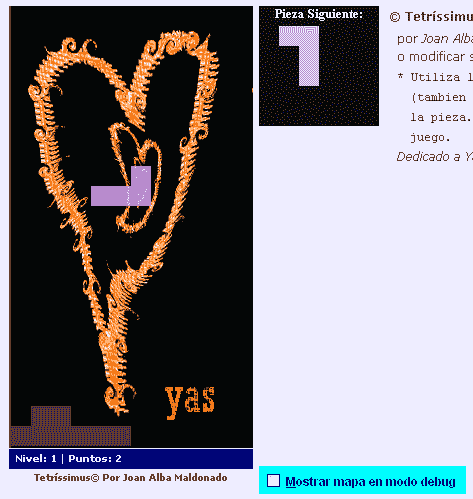 Pieza Siguiente:
© Tetríssimus
por Joan Alba
o modificar s
* Utiliza l
(tambien
la pieza.
juego.
Dedicado a Y
yas
Nivel: 1 | Puntos: 2
Tetríssimus© Por Joan Alba Maldonado
Mostrar mapa en modo debug